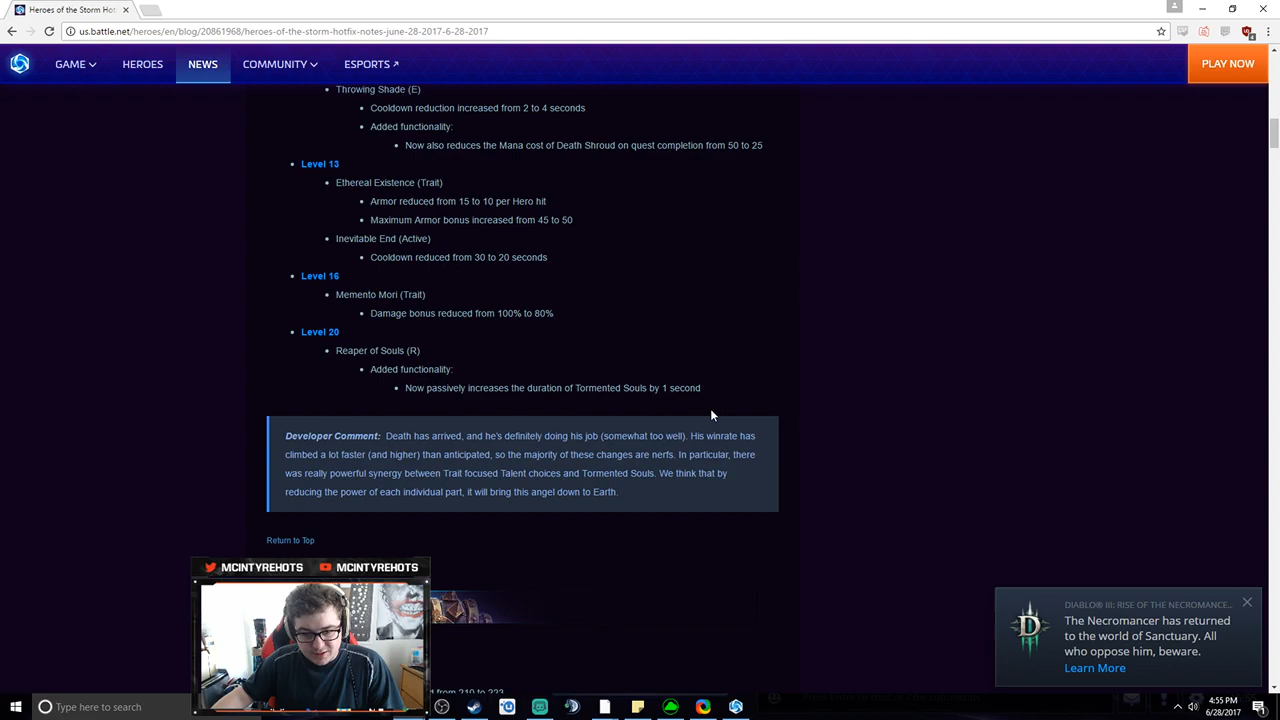 Heroes of the Storm Hot
us.battle.net/heroes/en/blog/20861968/heroes-of-the-storm-hotfix-notes-june-28-2017-6-28-2017
GAME
HEROES
NEWS
COMMUNITY
ESPORTS
PLAY NOW
Throwing Shade (E)
Cooldown reduction increased from 2 to 4 seconds
Added functionality:
Now also reduces the Mana cost of Death Shroud on quest completion from 50 to 25
Level 13
Ethereal Existence (Trait)
Armor reduced from 15 to 10 per Hero hit
Maximum Armor bonus increased from 45 to 50
Inevitable End (Active)
Cooldown reduced from 30 to 20 seconds
Level 16
Memento Mori (Trait)
Damage bonus reduced from 100% to 80%
Level 20
Reaper of Souls (R)
Added functionality:
Now passively increases the duration of Tormented Souls by 1 second
Developer Comment: Death has arrived, and he's definitely doing his job (somewhat too well). His winrate has
climbed a lot faster (and higher) than anticipated, so the majority of these changes are nerfs. In particular, there
was really powerful synergy between Trait focused Talent choices and Tormented Souls. We think that by
reducing the power of each individual part, it will bring this angel down to Earth.
Return to Top
MCINTYREHOTS MCINTYREHOTS
DIABLO® III: RISE OF THE NECROMANCE...
The Necromancer has returned
to the world of Sanctuary. All
who oppose him, beware.
Learn More
from 210 to 223
Type here to search
4:55 PM
6/28/2017